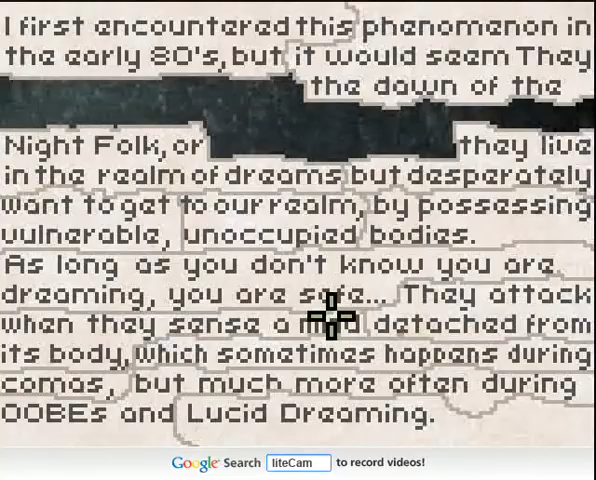 I first encountered this phenomenon in
the early 80's, but it would seem They
the dawn of the
Night Folk, or they live
in the realm of dreams but desperately
want to get to our realm, by possessing
vulnerable, unoccupied bodies.
As long as you don't know you are
dreaming, you are safe... They attack
when they sense a mind detached from
its body, which sometimes happens during
comas, but much more often during
OOBEs and Lucid Dreaming.
Google Search liteCam to record videos!